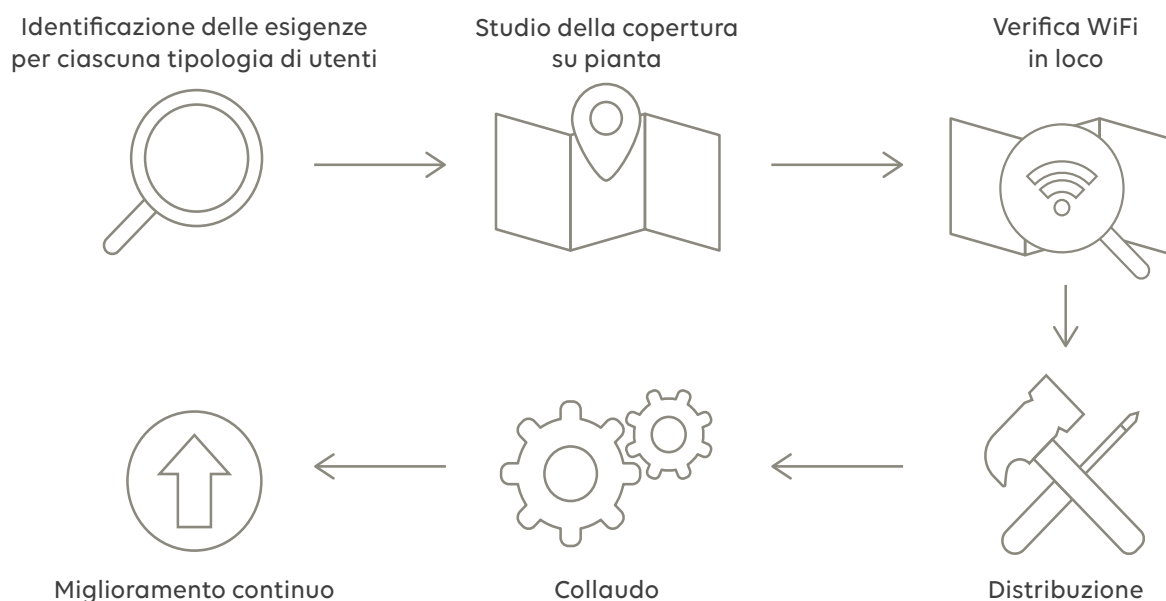 Identificazione delle esigenze
per ciascuna tipologia di utenti
Studio della copertura
su pianta
Verifica WiFi
in loco
Distribuzione
Collaudo
Miglioramento continuo